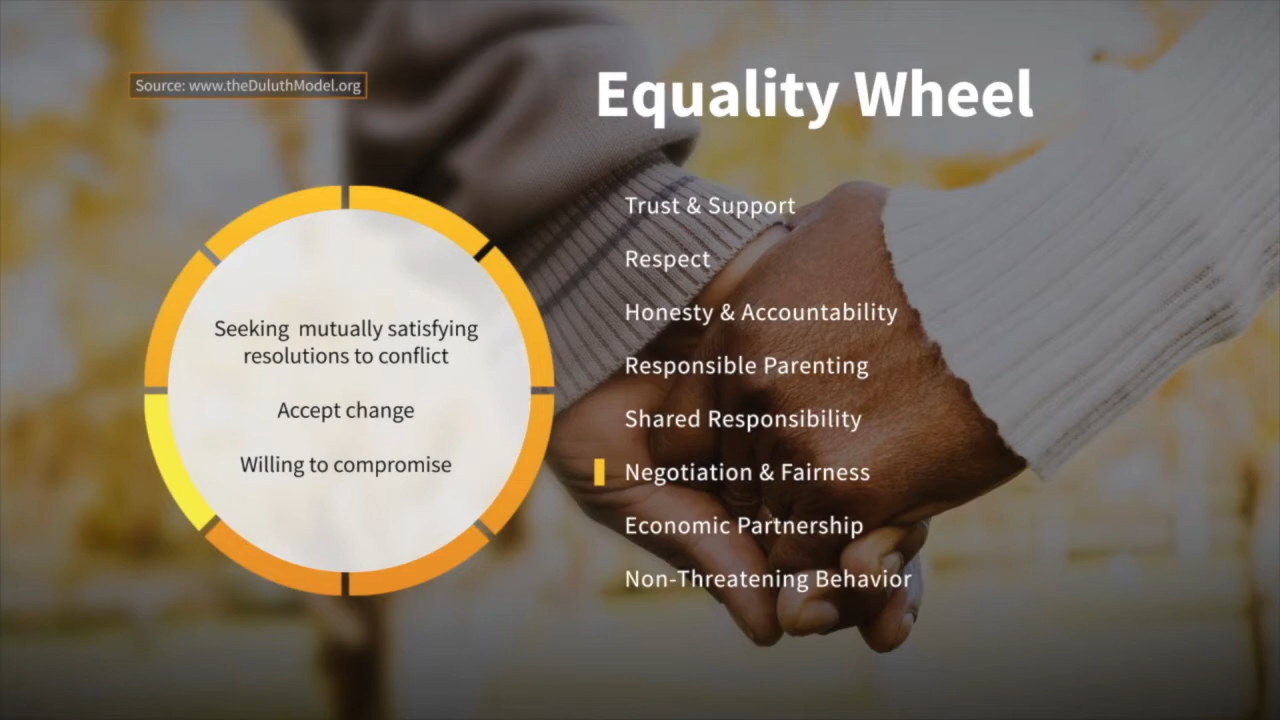 Source: www.theDuluthModel.org
Equality Wheel
Seeking  mutually satisfying
resolutions to conflict
Accept change
Willing to compromise
Trust & Support
Respect
Honesty & Accountability
Responsible Parenting
Shared Responsibility
Negotiation & Fairness
Economic Partnership
Non-Threatening Behavior